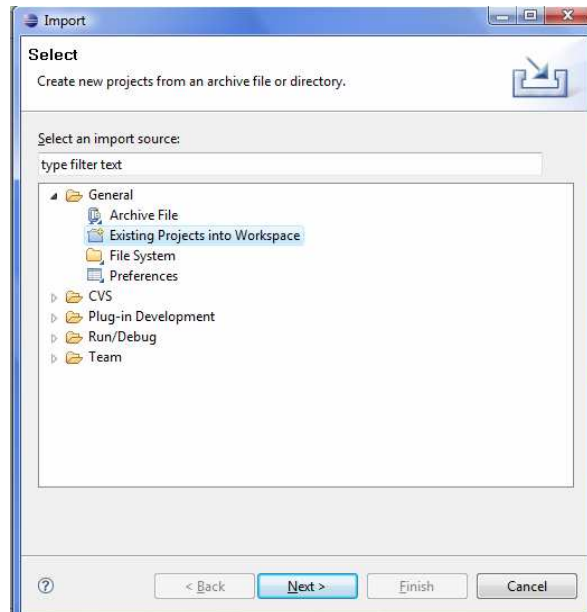 Import
Select
Create new projects from an archive file or directory.
Select an import source:
type filter text
General
Archive File
Existing Projects into Workspace
File System
Preferences
CVS
Plug-in Development
Run/Debug
Team
?
< Back
Next >
Finish
Cancel